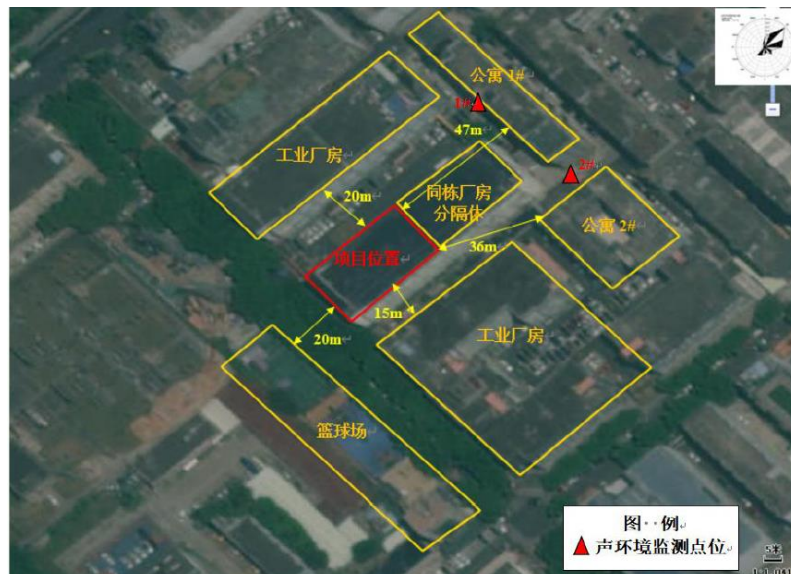 公寓 1#
1#
47m
2#
工业厂房
20m
同栋厂房
分隔体
公寓 2#
36m
项目位置
15m
工业厂房
20m
篮球场
图 例
声环境监测点位
5米